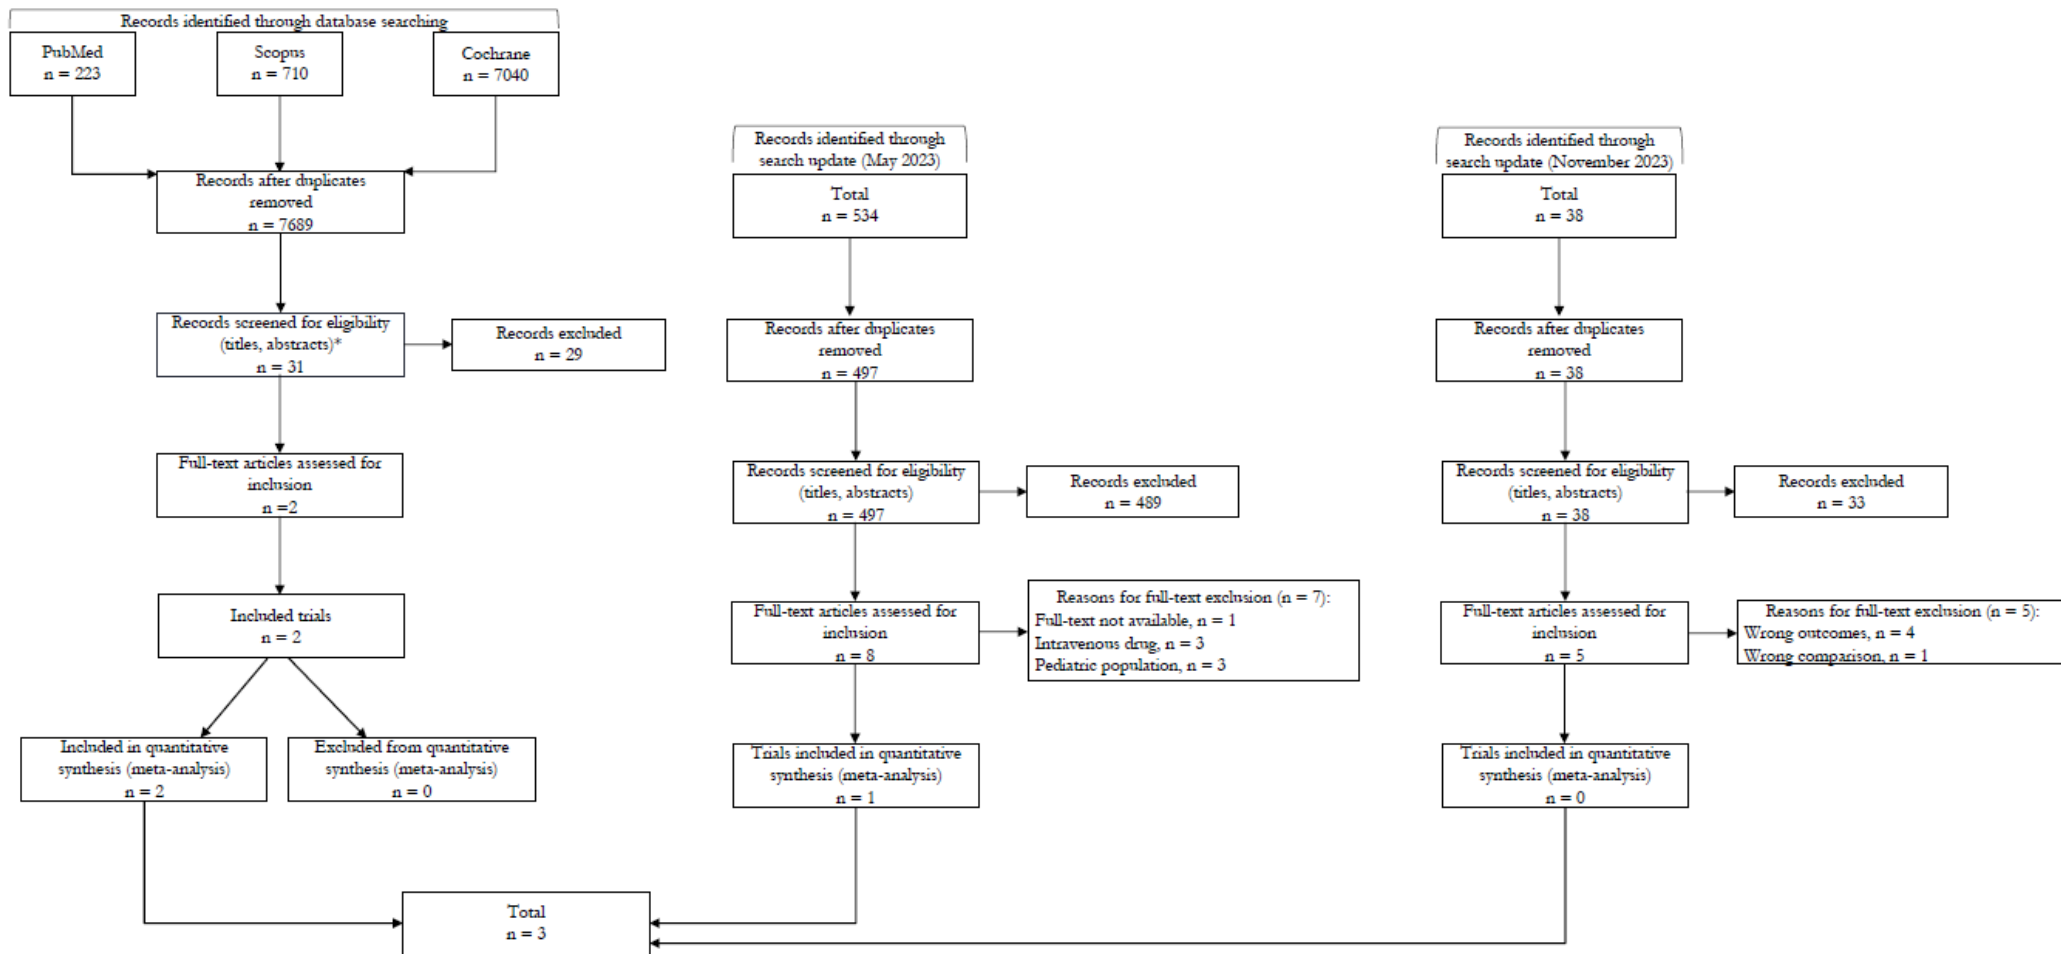 Records identified through database searching
PubMed
n = 223
Scopus
n = 710
Cochrane
n = 7040
Records after duplicates
removed
n = 7689
Records screened for eligibility
(titles, abstracts)*
n = 31
Records excluded
n = 29
Full-text articles assessed for
inclusion
n =2
Included trials
n = 2
Included in quantitative
synthesis (meta-analysis)
n = 2
Excluded from quantitative
synthesis (meta-analysis)
n = 0
Records identified through
search update (May 2023)
Total
n = 534
Records after duplicates
removed
n = 497
Records screened for eligibility
(titles, abstracts)
n = 497
Records excluded
n = 489
Full-text articles assessed for
inclusion
n = 8
Reasons for full-text exclusion (n = 7):
Full-text not available, n = 1
Intravenous drug, n = 3
Pediatric population, n = 3
Trials included in quantitative
synthesis (meta-analysis)
n = 1
Records identified through
search update (November 2023)
Total
n = 38
Records after duplicates
removed
n = 38
Records screened for eligibility
(titles, abstracts)
n = 38
Records excluded
n = 33
Full-text articles assessed for
inclusion
n = 5
Reasons for full-text exclusion (n = 5):
Wrong outcomes, n = 4
Wrong comparison, n = 1
Trials included in quantitative
synthesis (meta-analysis)
n = 0
Total
n = 3